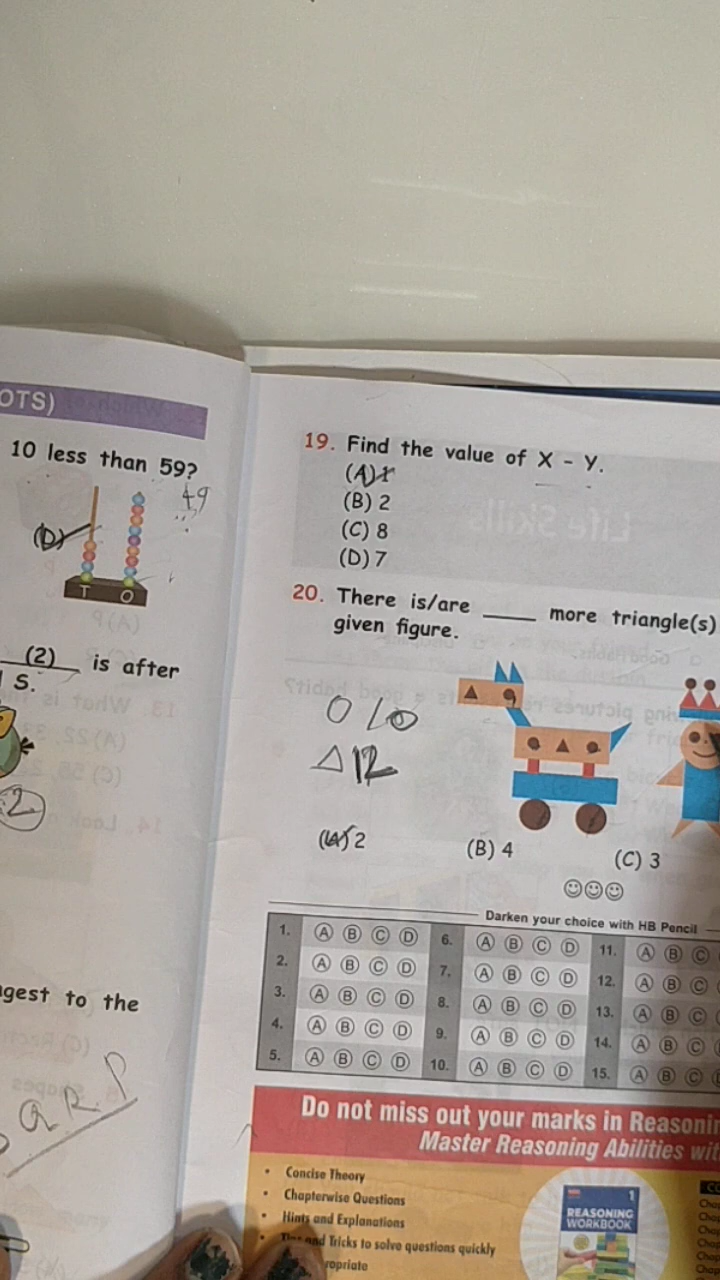 OTS)
10 less than 59?
49
(D)
T O
(2) is after
S.
2
gest to the
19. Find the value of X - Y.
(A) 1
(B) 2
(C) 8
(D) 7
20. There is/are ____ more triangle(s)
given figure.
O 10
△ 12
(A) 2 (B) 4 (C) 3
Darken your choice with HB Pencil
1. A B C D 6. A B C D 11. A B C
2. A B C D 7. A B C D 12. A B C
3. A B C D 8. A B C D 13. A B C
4. A B C D 9. A B C D 14. A B C
5. A B C D 10. A B C D 15. A B C
Do not miss out your marks in Reasoni
Master Reasoning Abilities wit
• Concise Theory
• Chapterwise Questions
• Hints and Explanations
and Tricks to solve questions quickly
ropriate
1
REASONING
WORKBOOK